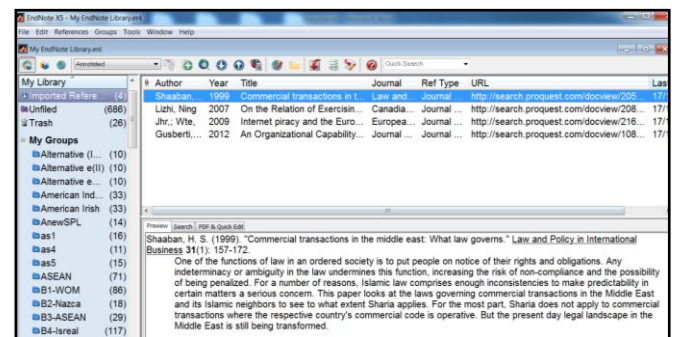 EndNote X5 - My EndNote Library.enl
File Edit References Groups Tools Window Help
My EndNote Library.enl
Annotated
Quick Search
My Library
Author Year Title Journal Ref Type URL Las
Imported Refere... (4)
Shaaban,... 1999 Commercial transactions in t... Law and... Journal ... http://search.proquest.com/docview/205... 17/
Unfiled (686)
Lizhi, Ning 2007 On the Relation of Exercisin... Canadia... Journal ... http://search.proquest.com/docview/208... 17/
Trash (26)
Jhr,; Wte, 2009 Internet piracy and the Euro... Europea... Journal ... http://search.proquest.com/docview/216... 17/
Gusberti,... 2012 An Organizational Capability... Journal ... Journal ... http://search.proquest.com/docview/108... 17/
My Groups
Alternative (I... (10)
Alternative e(II) (10)
Alternative e... (10)
American Ind... (33)
American Irish (33)
AnewSPL (14)
as1 (16)
as4 (11)
as5 (15)
ASEAN (71)
B1-WOM (86)
B2-Nazca (18)
B3-ASEAN (29)
B4-Isreal (117)
Preview Search PDF & Quick Edit
Shaaban, H. S. (1999). "Commercial transactions in the middle east: What law governs." Law and Policy in International
Business 31(1): 157-172.
One of the functions of law in an ordered society is to put people on notice of their rights and obligations. Any
indeterminacy or ambiguity in the law undermines this function, increasing the risk of non-compliance and the possibility
of being penalized. For a number of reasons, Islamic law comprises enough inconsistencies to make predictability in
certain matters a serious concern. This paper looks at the laws governing commercial transactions in the Middle East
and its Islamic neighbors to see to what extent Sharia applies. For the most part, Sharia does not apply to commercial
transactions where the respective country's commercial code is operative. But the present day legal landscape in the
Middle East is still being transformed.